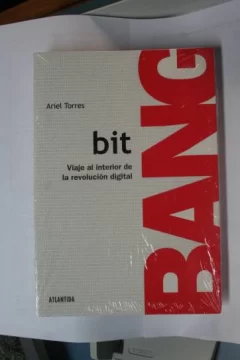 Ariel Torres
bit
BANG
Viaje al interior de
la revolución digital
ATLANTIDA